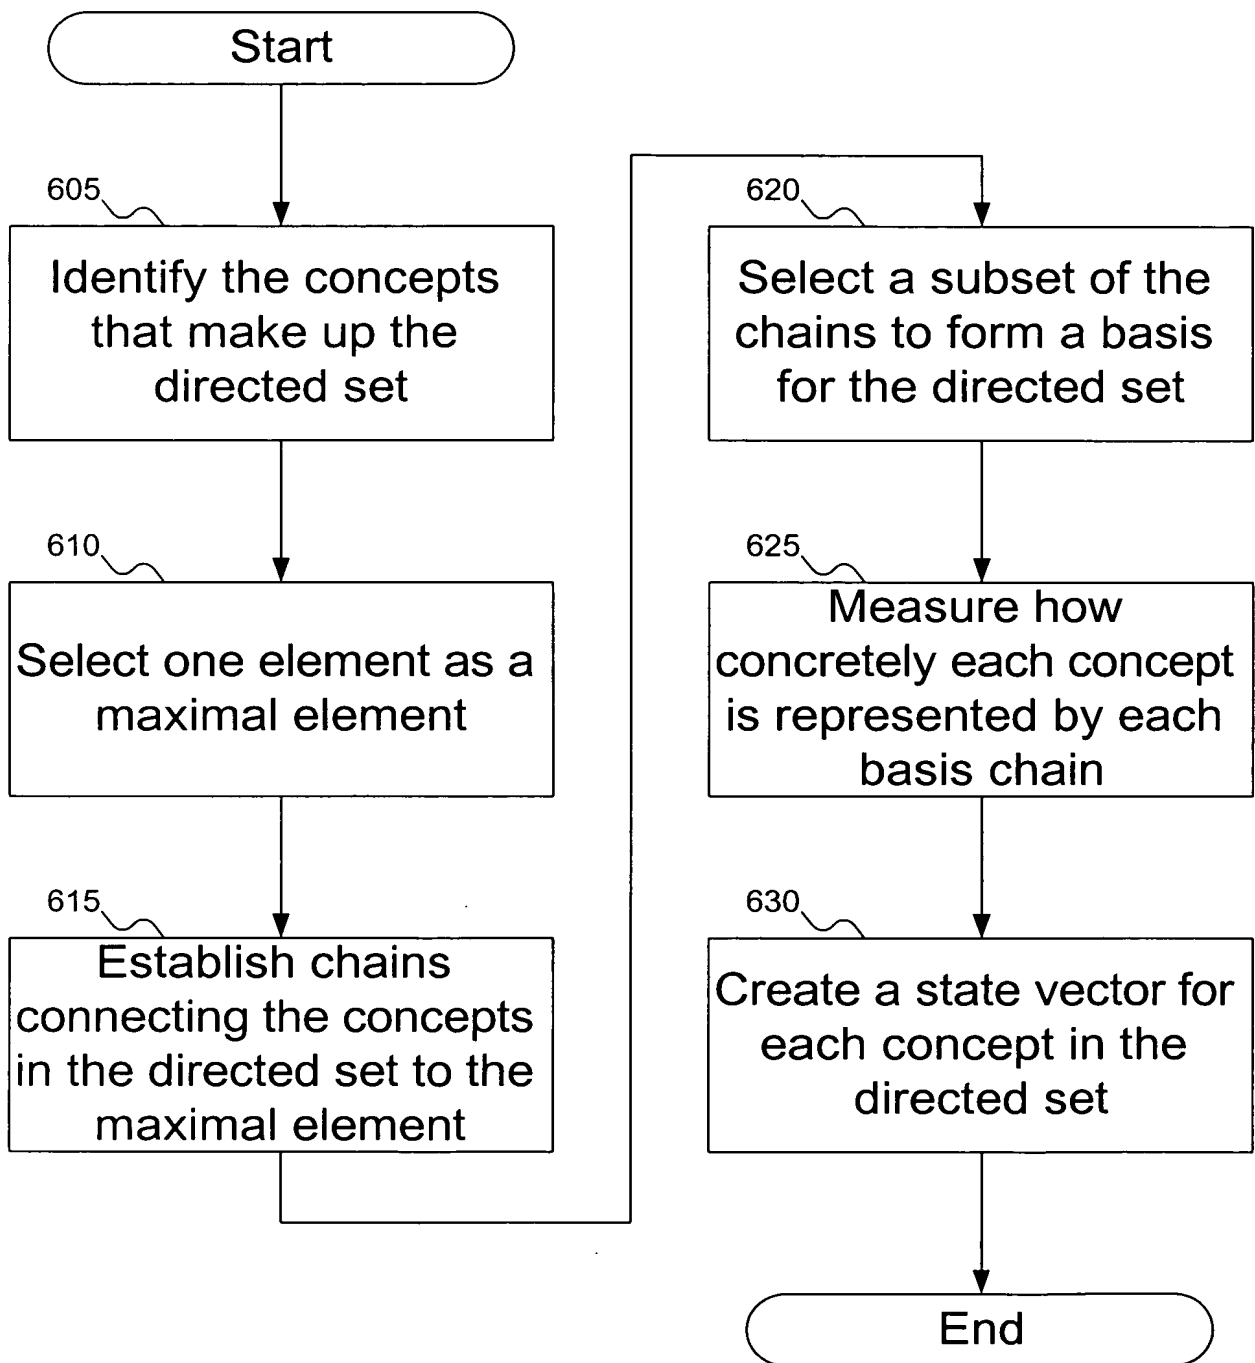 Start
605
Identify the concepts
that make up the
directed set
610
Select one element as a
maximal element
615
Establish chains
connecting the concepts
in the directed set to the
maximal element
620
Select a subset of the
chains to form a basis
for the directed set
625
Measure how
concretely each concept
is represented by each
basis chain
630
Create a state vector for
each concept in the
directed set
End